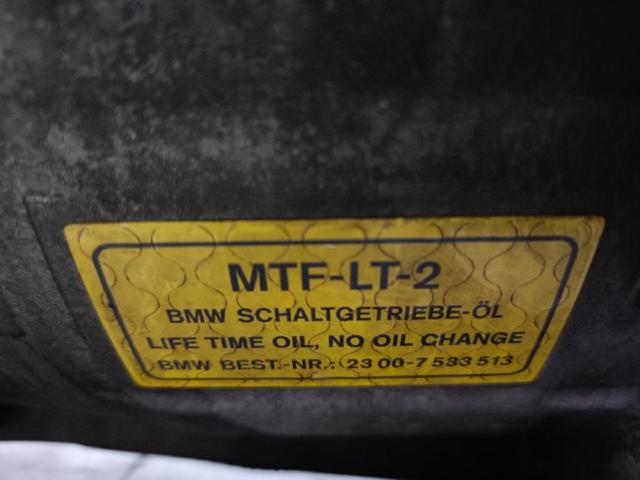 MTF-LT-2
BMW SCHALTGETRIEBE-ÖL
LIFE TIME OIL, NO OIL CHANGE
BMW BEST.-NR.: 23 00-7 533 513